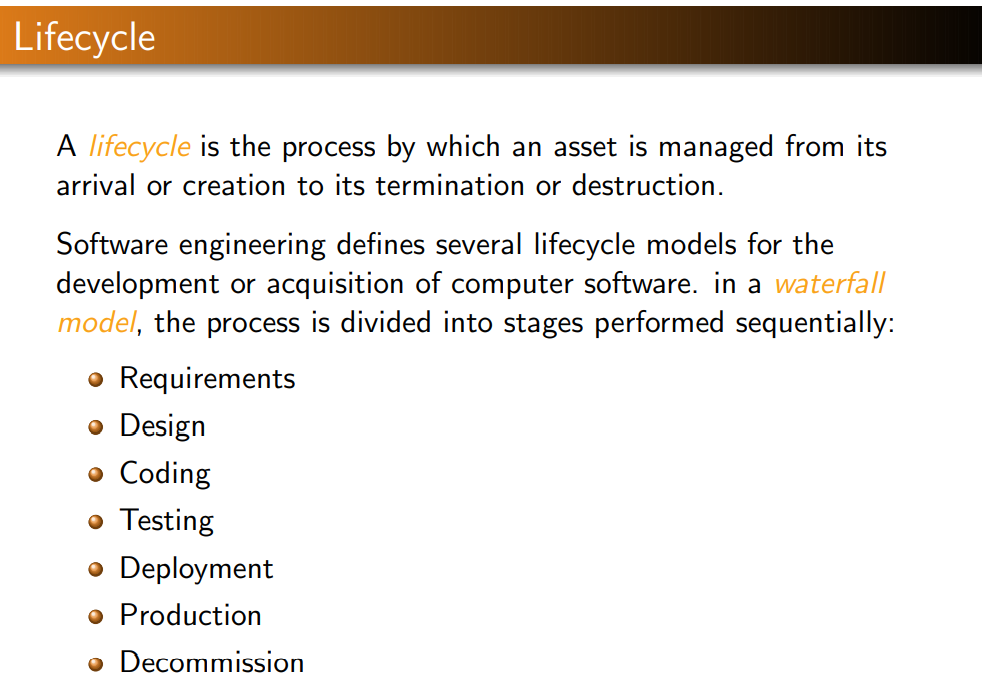 Lifecycle
A lifecycle is the process by which an asset is managed from its
arrival or creation to its termination or destruction.
Software engineering defines several lifecycle models for the
development or acquisition of computer software. in a waterfall
model, the process is divided into stages performed sequentially:
Requirements
Design
Coding
Testing
Deployment
Production
Decommission